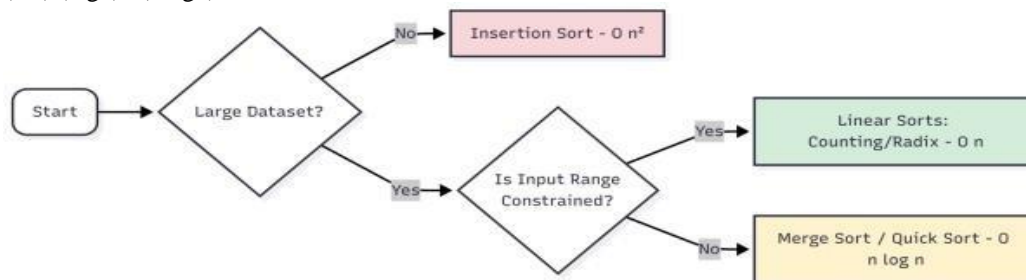 No
Insertion Sort - O n²
Start
Large Dataset?
Yes
Is Input Range
Constrained?
Yes
Linear Sorts:
Counting/Radix - O n
No
Merge Sort / Quick Sort - O
n log n